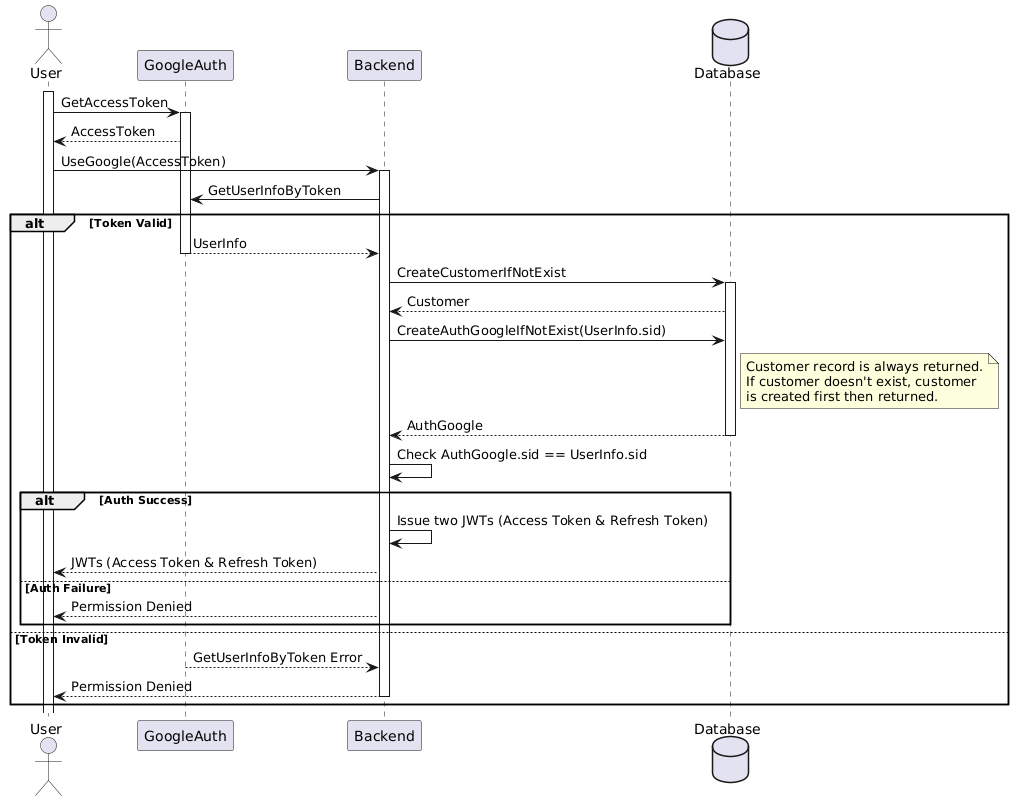 User
GoogleAuth
Backend
Database
GetAccessToken
AccessToken
UseGoogle(AccessToken)
GetUserInfoByToken
alt
[Token Valid]
UserInfo
CreateCustomerIfNotExist
Customer
CreateAuthGoogleIfNotExist(UserInfo.sid)
Customer record is always returned.
If customer doesn't exist, customer
is created first then returned.
AuthGoogle
Check AuthGoogle.sid == UserInfo.sid
alt
[Auth Success]
Issue two JWTs (Access Token & Refresh Token)
JWTs (Access Token & Refresh Token)
[Auth Failure]
Permission Denied
[Token Invalid]
GetUserInfoByToken Error
Permission Denied
User
GoogleAuth
Backend
Database